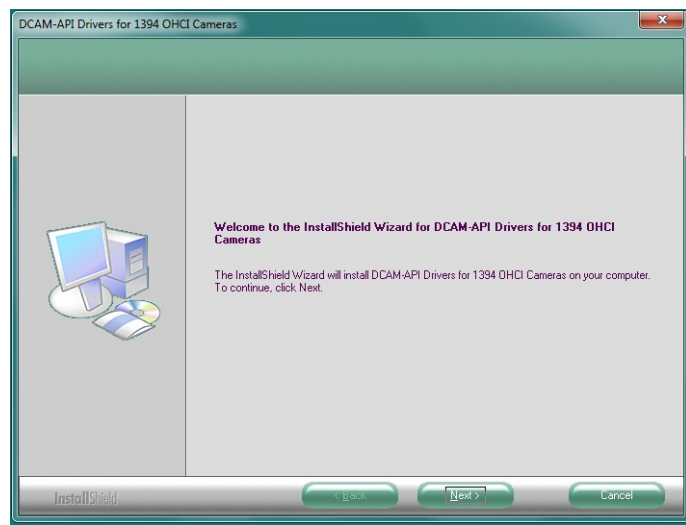 DCAM-API Drivers for 1394 OHCI Cameras
Welcome to the InstallShield Wizard for DCAM-API Drivers for 1394 OHCI
Cameras
The InstallShield Wizard will install DCAM-API Drivers for 1394 OHCI Cameras on your computer.
To continue, click Next.
InstallShield
< Back
Next >
Cancel